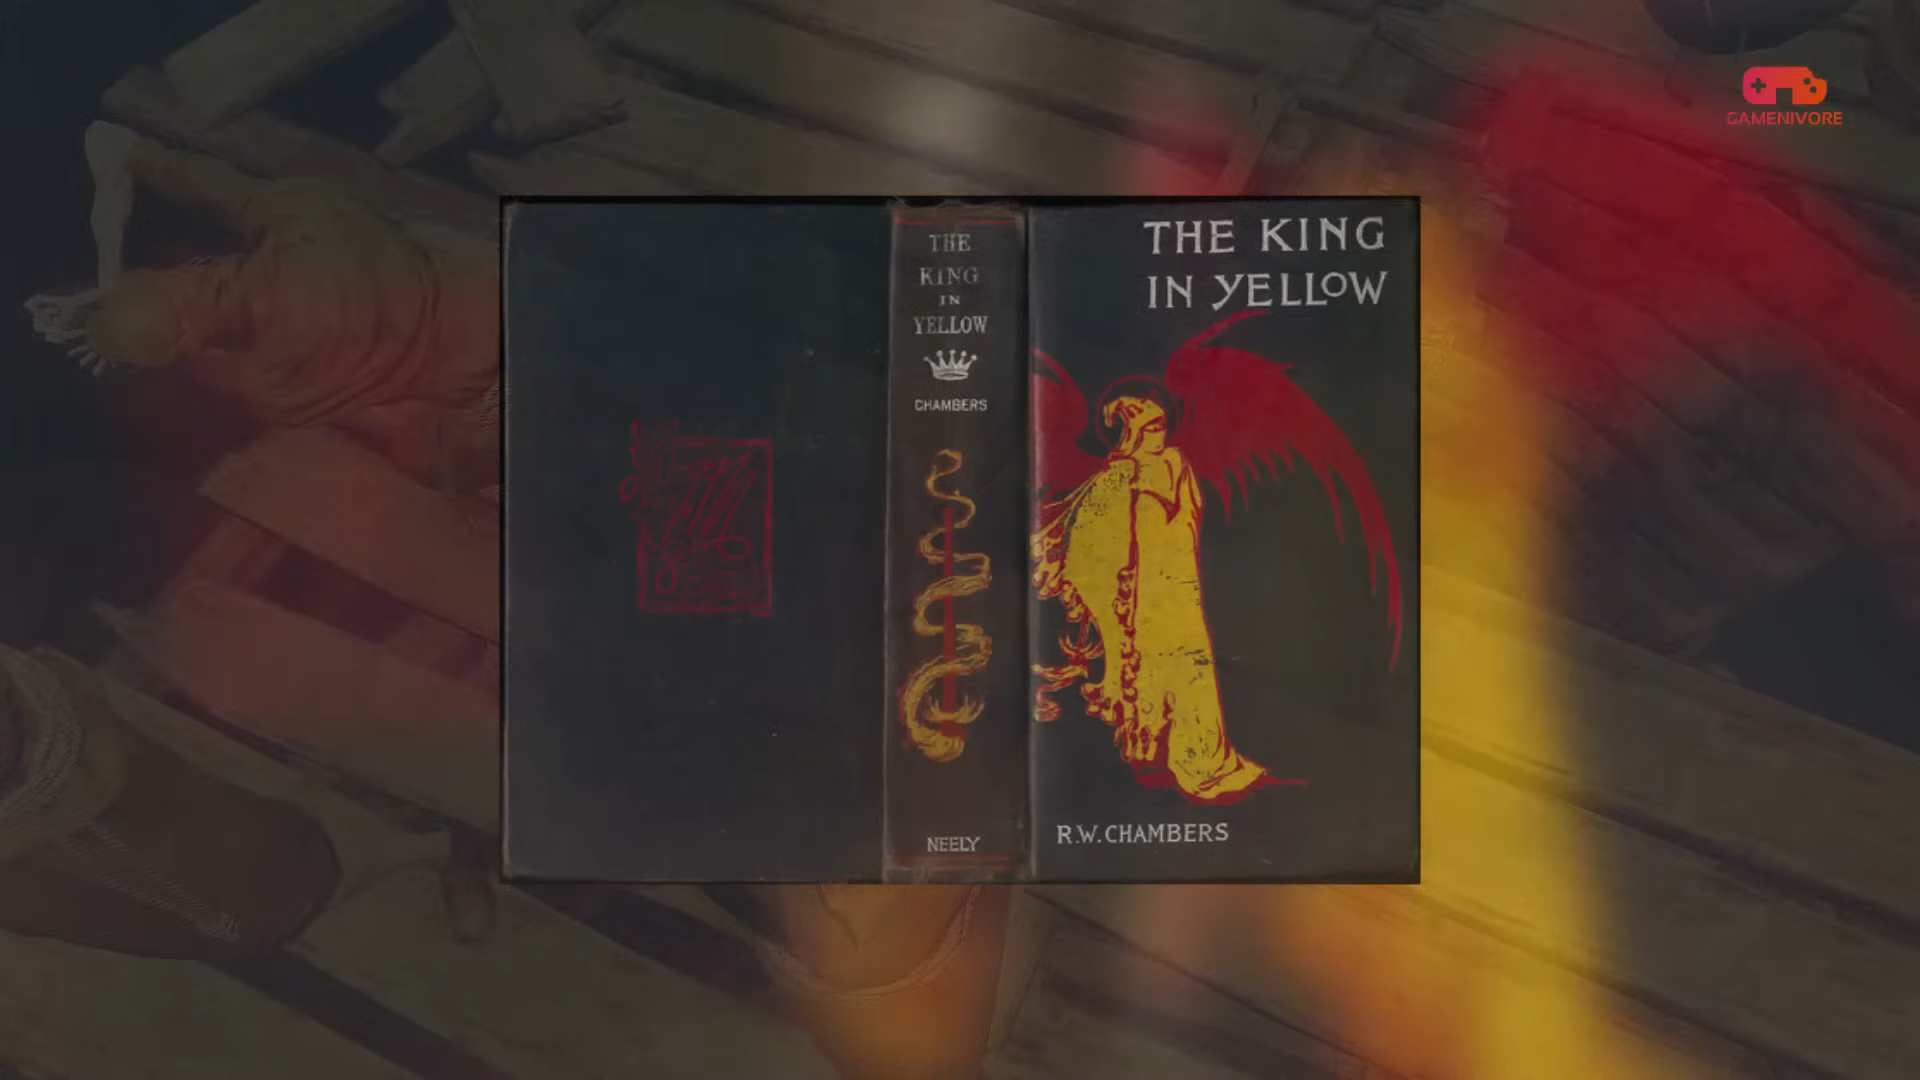 GAMENIVORE
THE
KING
IN
YELLOW
CHAMBERS
NEELY
THE KING
IN YELLOW
R.W. CHAMBERS